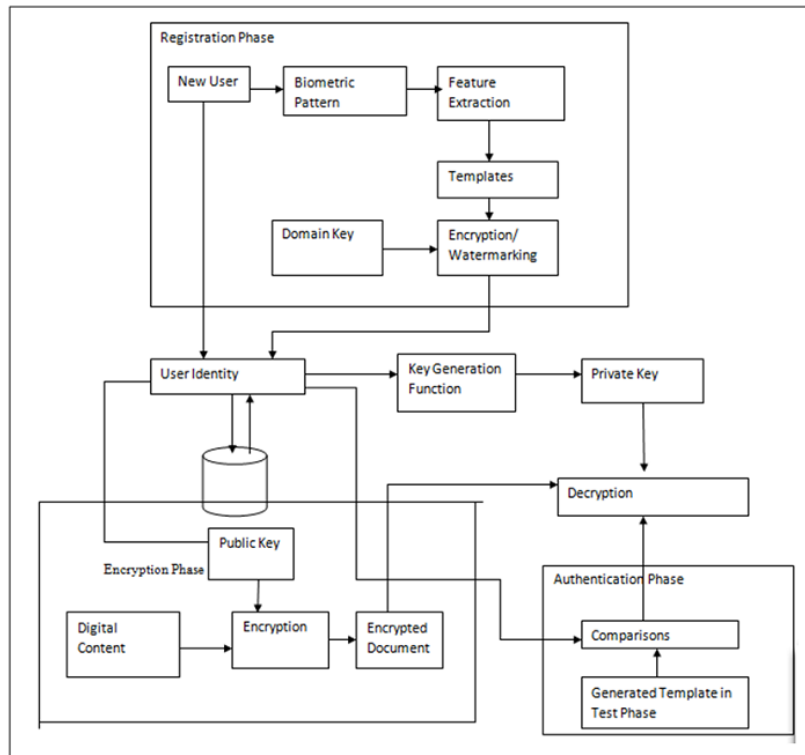 Registration Phase
New User
Biometric
Pattern
Feature
Extraction
Templates
Domain Key
Encryption/
Watermarking
User Identity
Key Generation
Function
Private Key
Decryption
Public Key
Encryption Phase
Digital
Content
Encryption
Encrypted
Document
Authentication Phase
Comparisons
Generated Template in
Test Phase